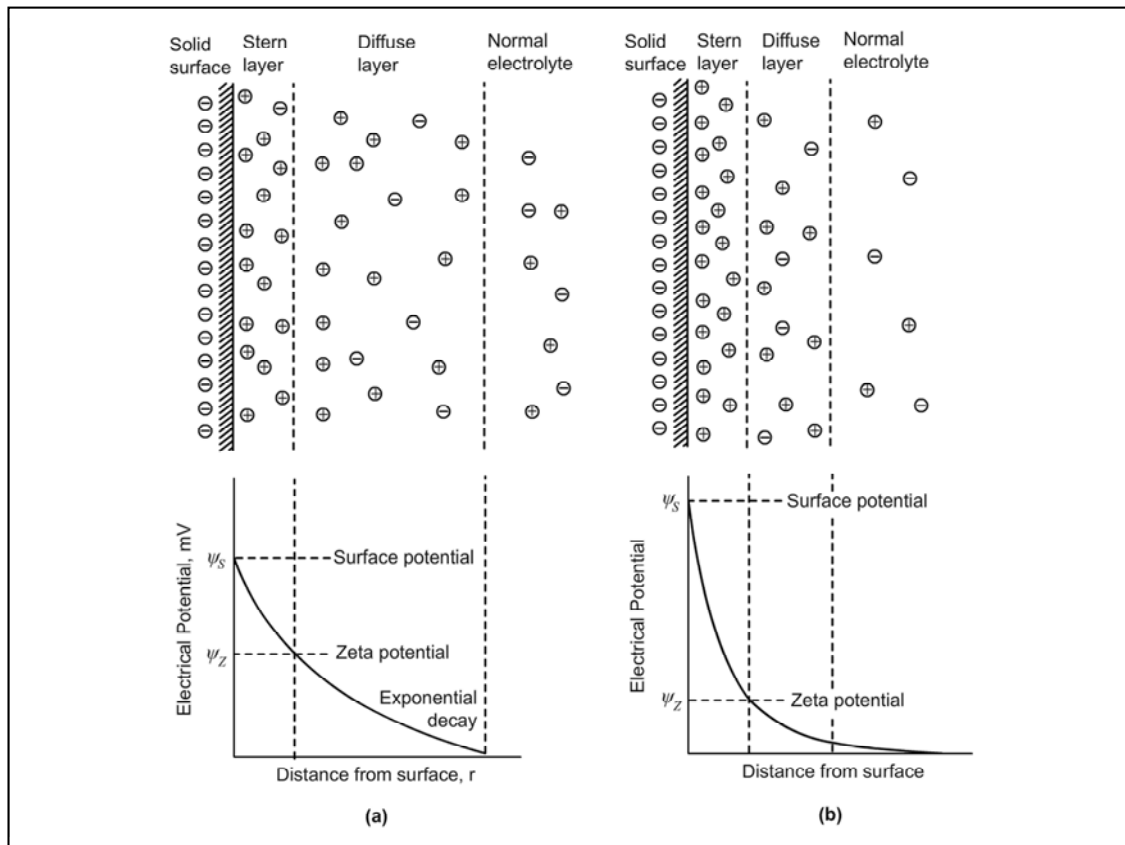 Solid surface
Stern layer
Diffuse layer
Normal electrolyte
Electrical Potential, mV
ψS
Surface potential
ψZ
Zeta potential
Exponential decay
Distance from surface, r
(a)
Solid surface
Stern layer
Diffuse layer
Normal electrolyte
Electrical Potential
ψS
Surface potential
ψZ
Zeta potential
Distance from surface
(b)